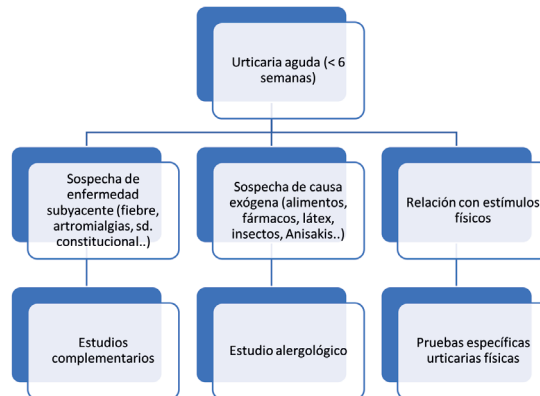 Urticaria aguda (< 6
semanas)
Sospecha de
enfermedad
subyacente (fiebre,
artromialgias, sd.
constitucional..)
Sospecha de causa
exógena (alimentos,
fármacos, látex,
insectos, Anisakis..)
Relación con estímulos
físicos
Estudios
complementarios
Estudio alergológico
Pruebas específicas
urticarias físicas